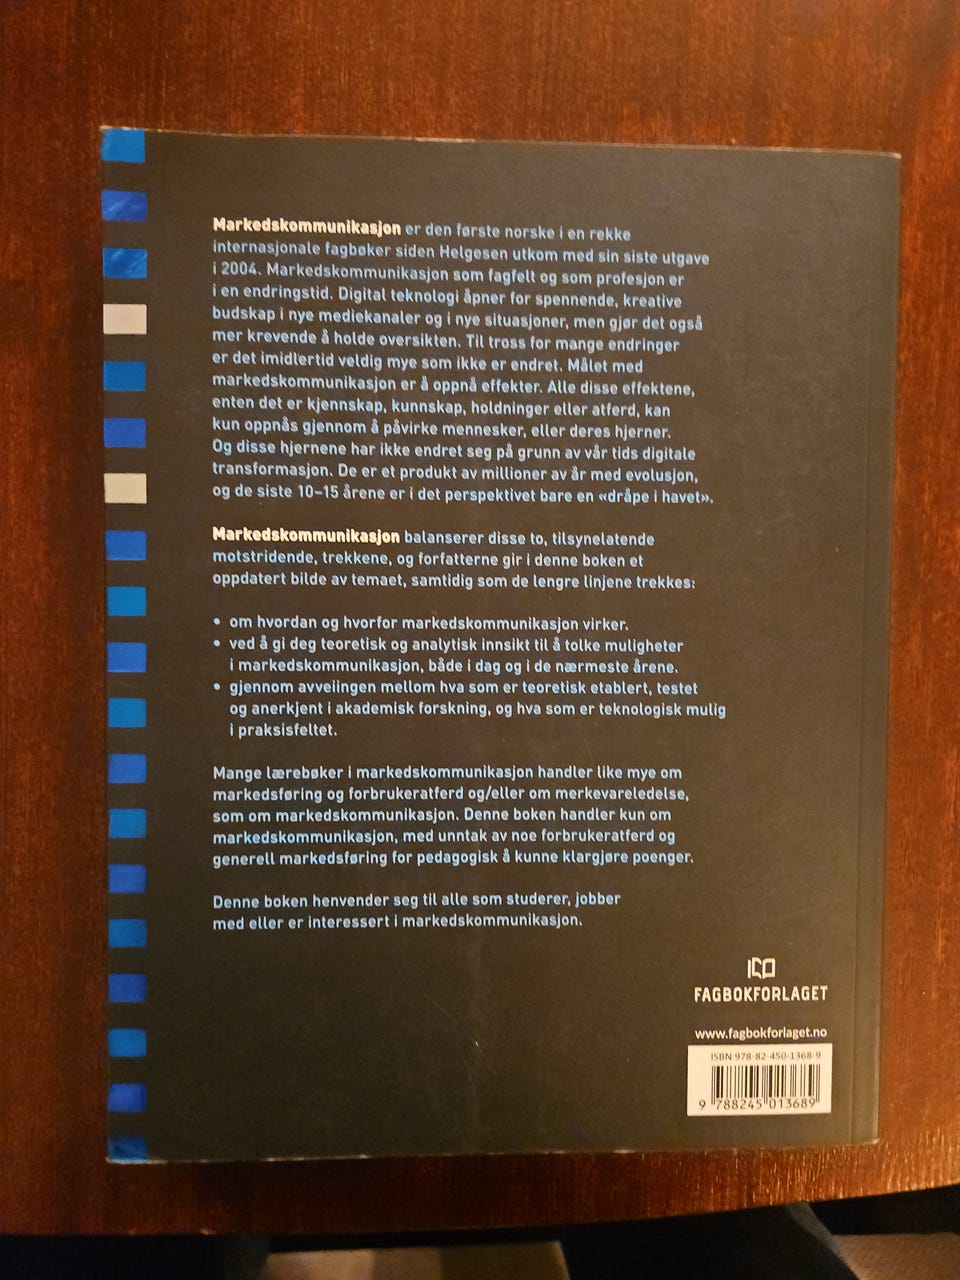 Markedskommunikasjon er den første norske i en rekke
internasjonale fagbøker siden Helgesen utkom med sin siste utgave
i 2004. Markedskommunikasjon som fagfelt og som profesjon er
i en endringstid. Digital teknologi åpner for spennende, kreative
budskap i nye mediekanaler og i nye situasjoner, men gjør det også
mer krevende å holde oversikten. Til tross for mange endringer
er det imidlertid veldig mye som ikke er endret. Målet med
markedskommunikasjon er å oppnå effekter. Alle disse effektene,
enten det er kjennskap, kunnskap, holdninger eller atferd, kan
kun oppnås gjennom å påvirke mennesker, eller deres hjerner.
Og disse hjernene har ikke endret seg på grunn av vår tids digitale
transformasjon. De er et produkt av millioner av år med evolusjon,
og de siste 10–15 årene er i det perspektivet bare en «dråpe i havet».
Markedskommunikasjon balanserer disse to, tilsynelatende
motstridende, trekkene, og forfatterne gir i denne boken et
oppdatert bilde av temaet, samtidig som de lengre linjene trekkes:
• om hvordan og hvorfor markedskommunikasjon virker.
• ved å gi deg teoretisk og analytisk innsikt til å tolke muligheter
i markedskommunikasjon, både i dag og i de nærmeste årene.
• gjennom avveiingen mellom hva som er teoretisk etablert, testet
og anerkjent i akademisk forskning, og hva som er teknologisk mulig
i praksisfeltet.
Mange lærebøker i markedskommunikasjon handler like mye om
markedsføring og forbrukeratferd og/eller om merkevareledelse,
som om markedskommunikasjon. Denne boken handler kun om
markedskommunikasjon, med unntak av noe forbrukeratferd og
generell markedsføring for pedagogisk å kunne klargjøre poenger.
Denne boken henvender seg til alle som studerer, jobber
med eller er interessert i markedskommunikasjon.
FAGBOKFORLAGET
www.fagbokforlaget.no
ISBN 978-82-450-1368-9
9 788245 013689